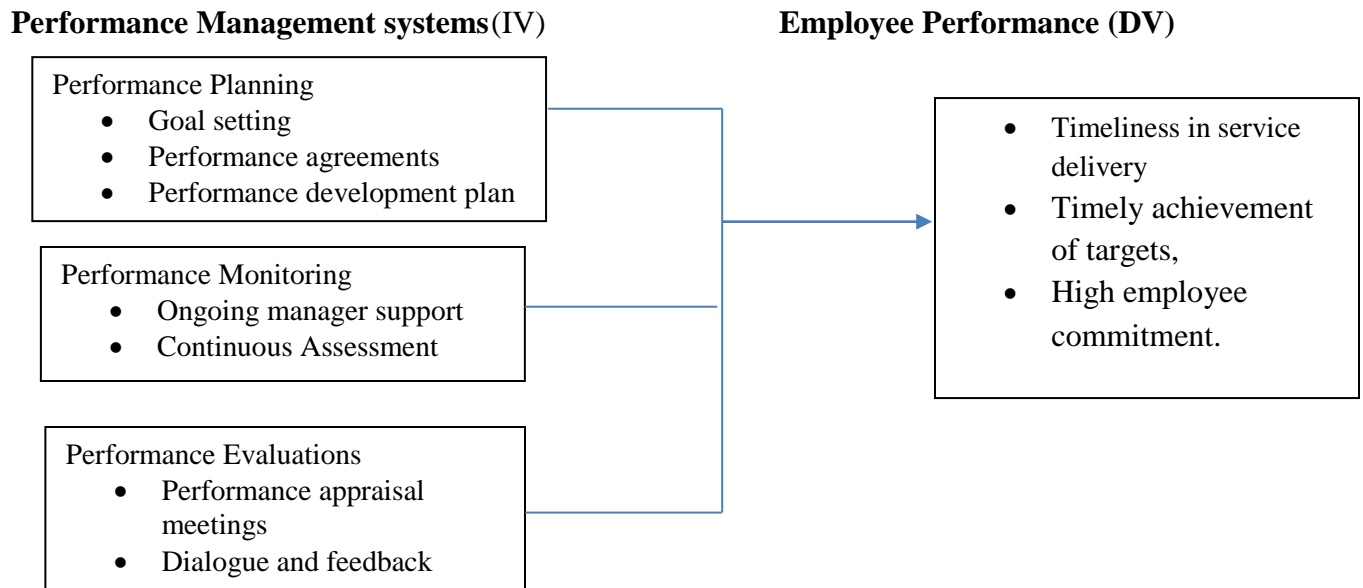 Performance Management systems(IV)
Employee Performance (DV)
Performance Planning
• Goal setting
• Performance agreements
• Performance development plan
Performance Monitoring
• Ongoing manager support
• Continuous Assessment
Performance Evaluations
• Performance appraisal
meetings
• Dialogue and feedback
• Timeliness in service
delivery
• Timely achievement
of targets,
• High employee
commitment.